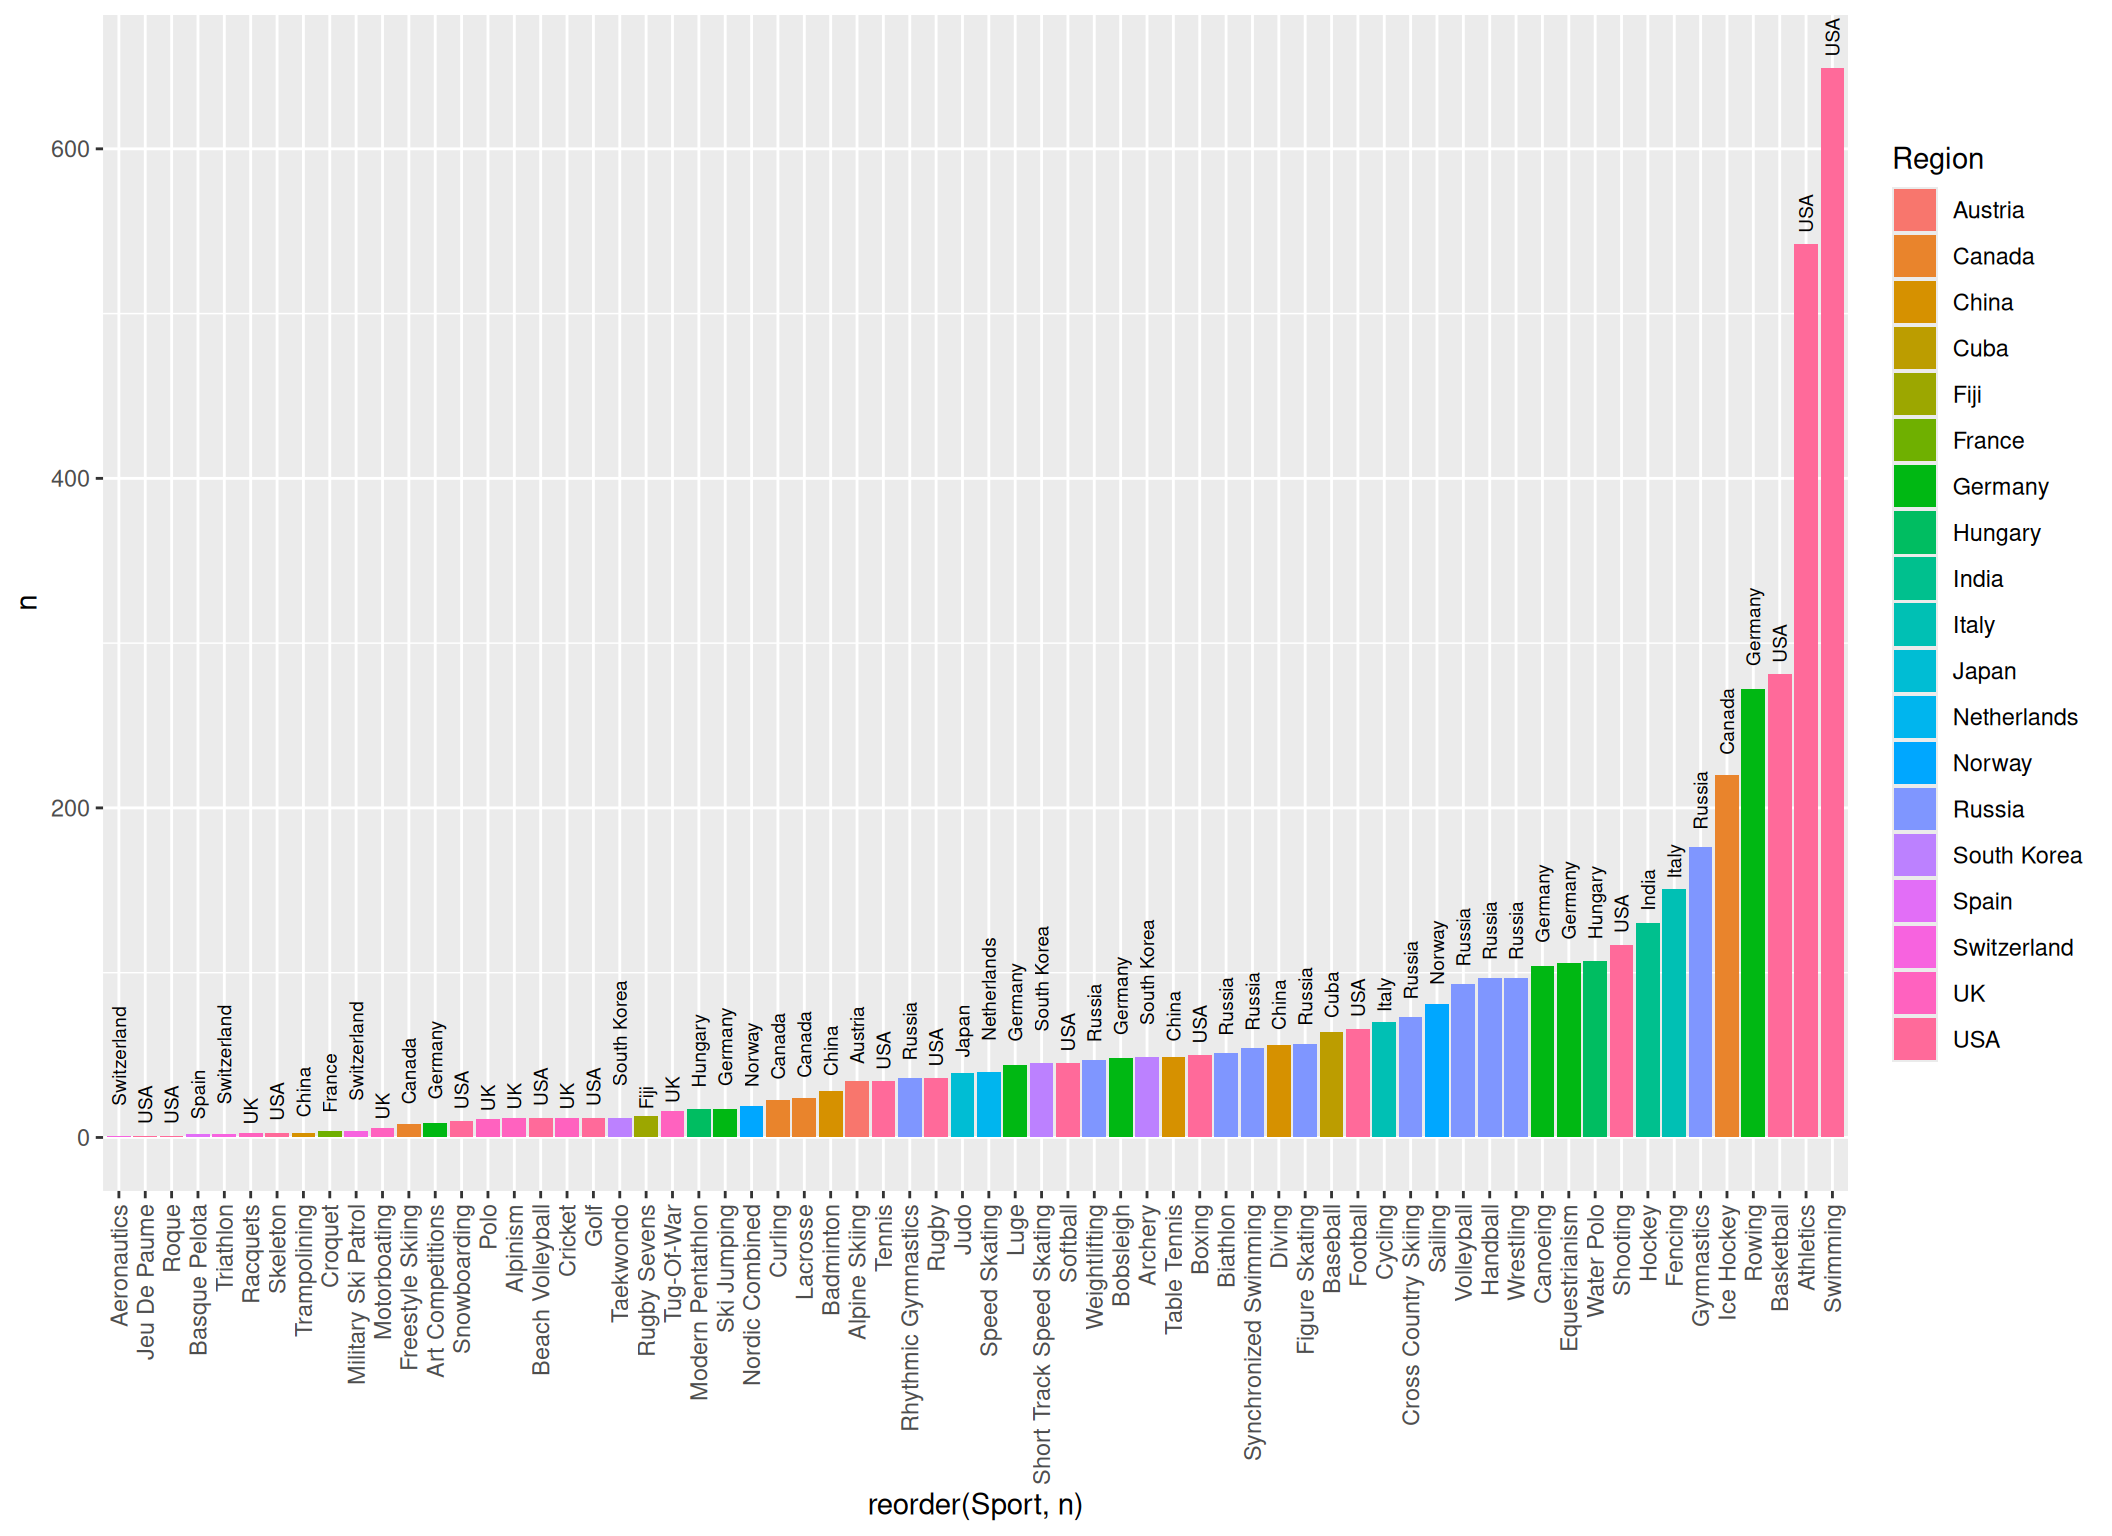 n
600
400
200
0
Switzerland
USA
USA
Spain
Switzerland
UK
USA
China
France
Switzerland
UK
Canada
Germany
USA
UK
UK
USA
UK
USA
South Korea
Fiji
UK
Hungary
Germany
Norway
Canada
Canada
China
Austria
USA
Russia
USA
Japan
Netherlands
Germany
South Korea
USA
Russia
Germany
South Korea
China
USA
Russia
Russia
China
Russia
Cuba
USA
Italy
Russia
Norway
Russia
Russia
Russia
Germany
Germany
Hungary
USA
India
Italy
Russia
Canada
Germany
USA
USA
USA
Aeronautics
Jeu De Paume
Roque
Basque Pelota
Triathlon
Racquets
Skeleton
Trampolining
Croquet
Military Ski Patrol
Motorboating
Freestyle Skiing
Art Competitions
Snowboarding
Polo
Alpinism
Beach Volleyball
Cricket
Golf
Taekwondo
Rugby Sevens
Tug-Of-War
Modern Pentathlon
Ski Jumping
Nordic Combined
Curling
Lacrosse
Badminton
Alpine Skiing
Tennis
Rhythmic Gymnastics
Rugby
Judo
Speed Skating
Luge
Short Track Speed Skating
Softball
Weightlifting
Bobsleigh
Archery
Table Tennis
Boxing
Biathlon
Synchronized Swimming
Diving
Figure Skating
Baseball
Football
Cycling
Cross Country Skiing
Sailing
Volleyball
Handball
Wrestling
Canoeing
Equestrianism
Water Polo
Shooting
Hockey
Fencing
Gymnastics
Ice Hockey
Rowing
Basketball
Athletics
Swimming
reorder(Sport, n)
Region
Austria
Canada
China
Cuba
Fiji
France
Germany
Hungary
India
Italy
Japan
Netherlands
Norway
Russia
South Korea
Spain
Switzerland
UK
USA